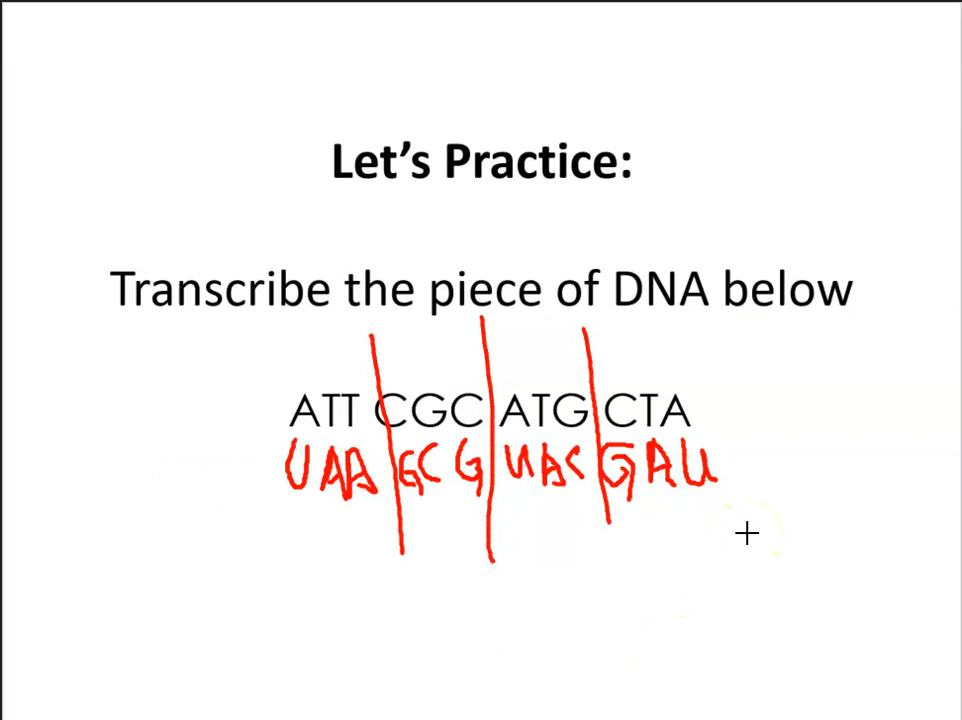 Let's Practice:
Transcribe the piece of DNA below
ATT CGC ATG CTA
UAA GCG UAC GAU